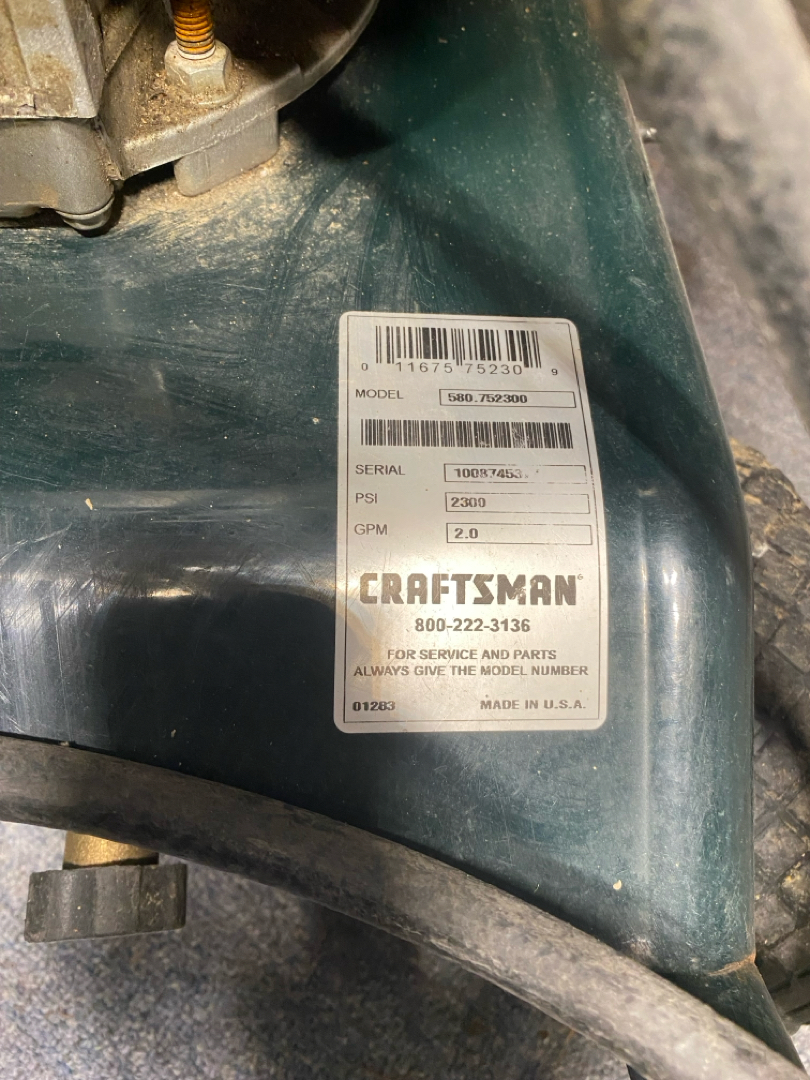 0 11675 75230 9
MODEL 580.752300
SERIAL 10087453
PSI 2300
GPM 2.0
CRAFTSMAN®
800-222-3136
FOR SERVICE AND PARTS
ALWAYS GIVE THE MODEL NUMBER
01283 MADE IN U.S.A.